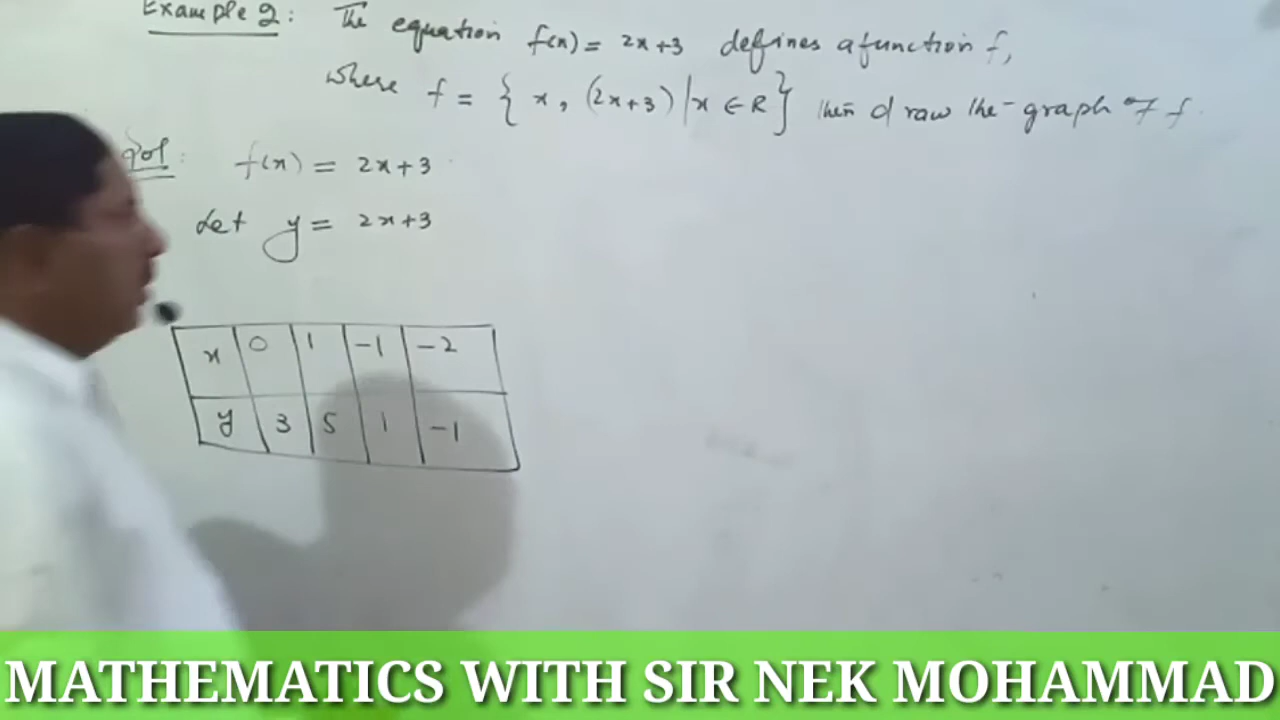 Example 2: The equation f(x) = 2x+3 defines a function f,
where f = { x, (2x+3) | x ∈ R } then draw the graph of f.
Sol: f(x) = 2x+3
Let y = 2x+3
x 0 1 -1 -2
y 3 5 1 -1
MATHEMATICS WITH SIR NEK MOHAMMAD